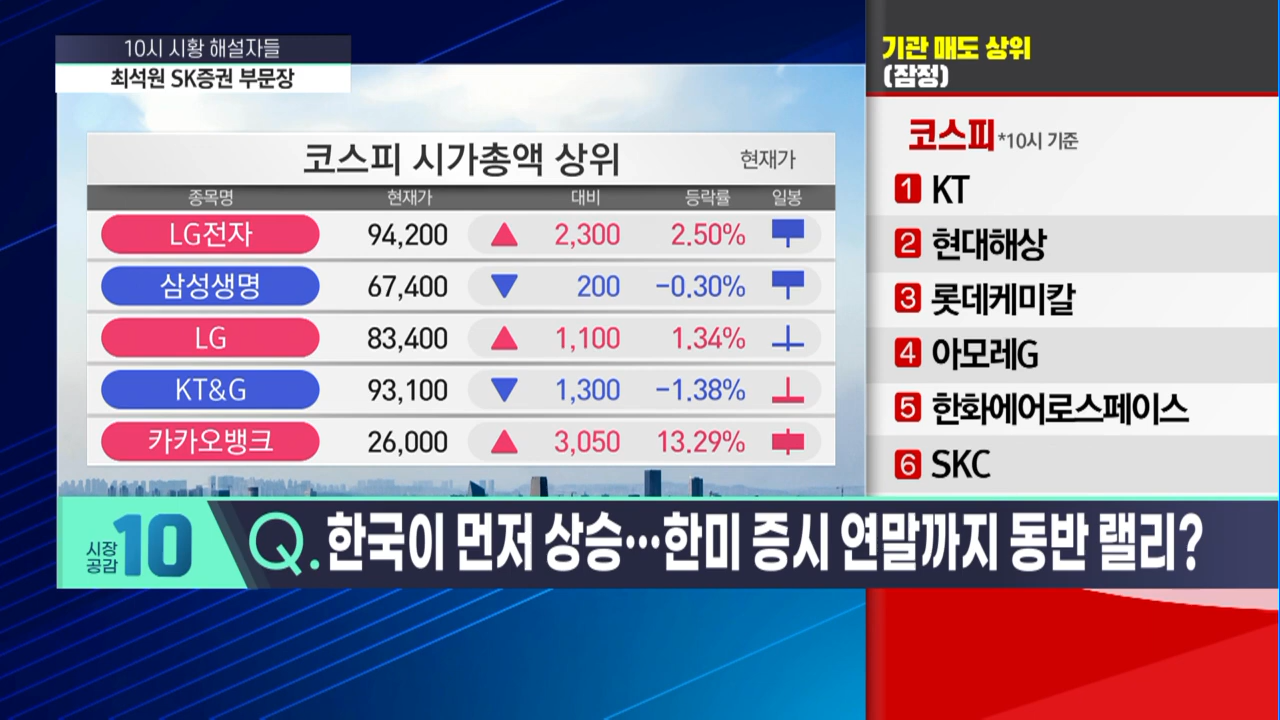 10시 시황 해설자들
최석원 SK증권 부문장
코스피 시가총액 상위 현재가
종목명 현재가 대비 등락률 일봉
LG전자 94,200 ▲ 2,300 2.50%
삼성생명 67,400 ▼ 200 -0.30%
LG 83,400 ▲ 1,100 1.34%
KT&G 93,100 ▼ 1,300 -1.38%
카카오뱅크 26,000 ▲ 3,050 13.29%
기관 매도 상위
(잠정)
코스피 *10시 기준
1 KT
2 현대해상
3 롯데케미칼
4 아모레G
5 한화에어로스페이스
6 SKC
시장공감 10
Q. 한국이 먼저 상승…한미 증시 연말까지 동반 랠리?